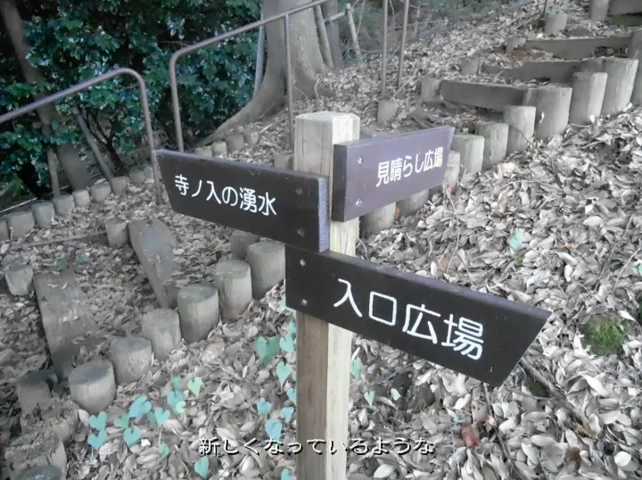 見晴らし広場
寺ノ入の湧水
入口広場
新しくなっているような